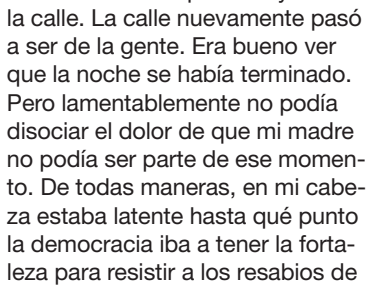 la calle. La calle nuevamente pasó
a ser de la gente. Era bueno ver
que la noche se había terminado.
Pero lamentablemente no podía
disociar el dolor de que mi madre
no podía ser parte de ese momen-
to. De todas maneras, en mi cabe-
za estaba latente hasta qué punto
la democracia iba a tener la forta-
leza para resistir a los resabios de